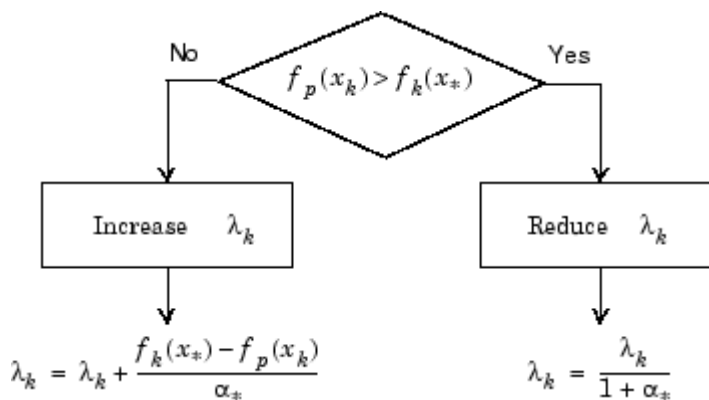 No
Yes
f_p(x_k) > f_k(x_*)
Increase λ_k
Reduce λ_k
λ_k = λ_k + (f_k(x_*) − f_p(x_k)) / α_*
λ_k = λ_k / (1 + α_*)